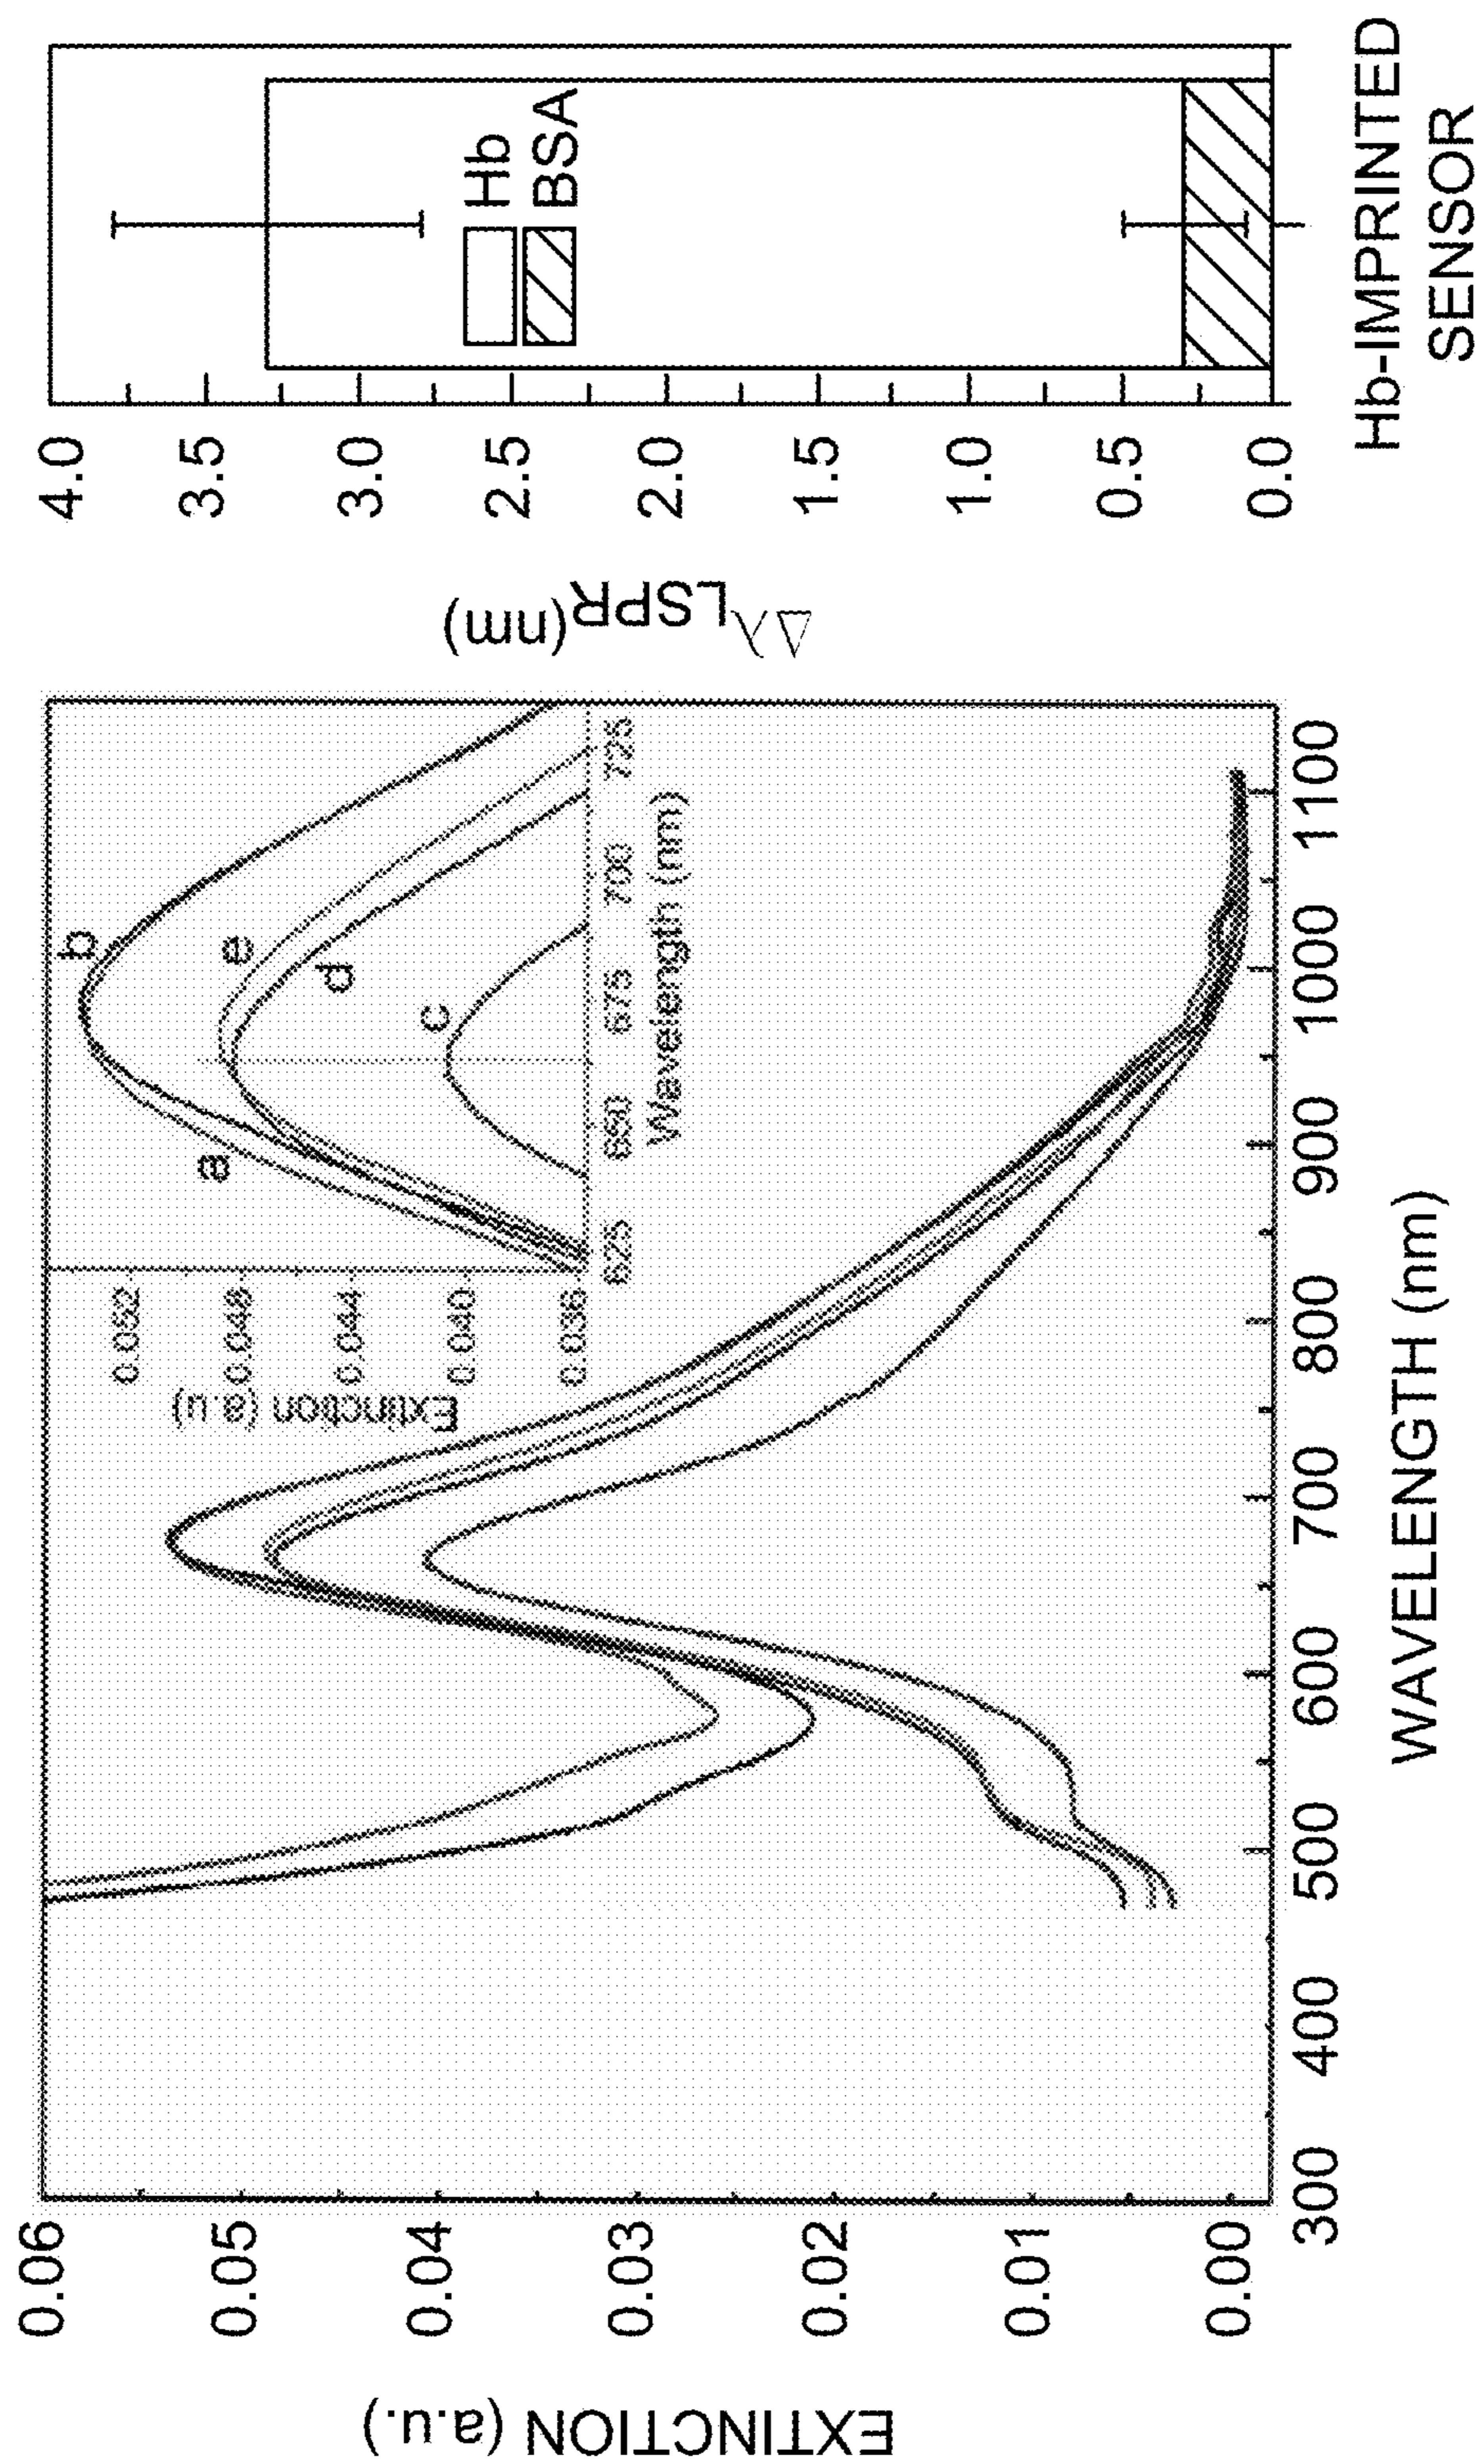 EXTINCTION (a.u.)
0.06
0.05
0.04
0.03
0.02
0.01
0.00
300 400 500 600 700 800 900 1000 1100
WAVELENGTH (nm)
Extinction (a.u)
0.052
0.048
0.044
0.040
0.036
625 650 675 700 725
Wavelength (nm)
a
b
e
d
c
ΔλLSPR(nm)
4.0
3.5
3.0
2.5
2.0
1.5
1.0
0.5
0.0
Hb
BSA
Hb-IMPRINTED
SENSOR